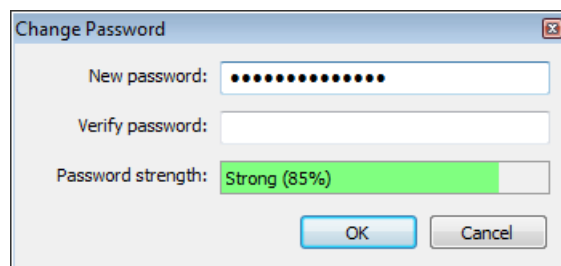 Change Password
New password: ●●●●●●●●●●●●●●
Verify password:
Password strength: Strong (85%)
OK Cancel